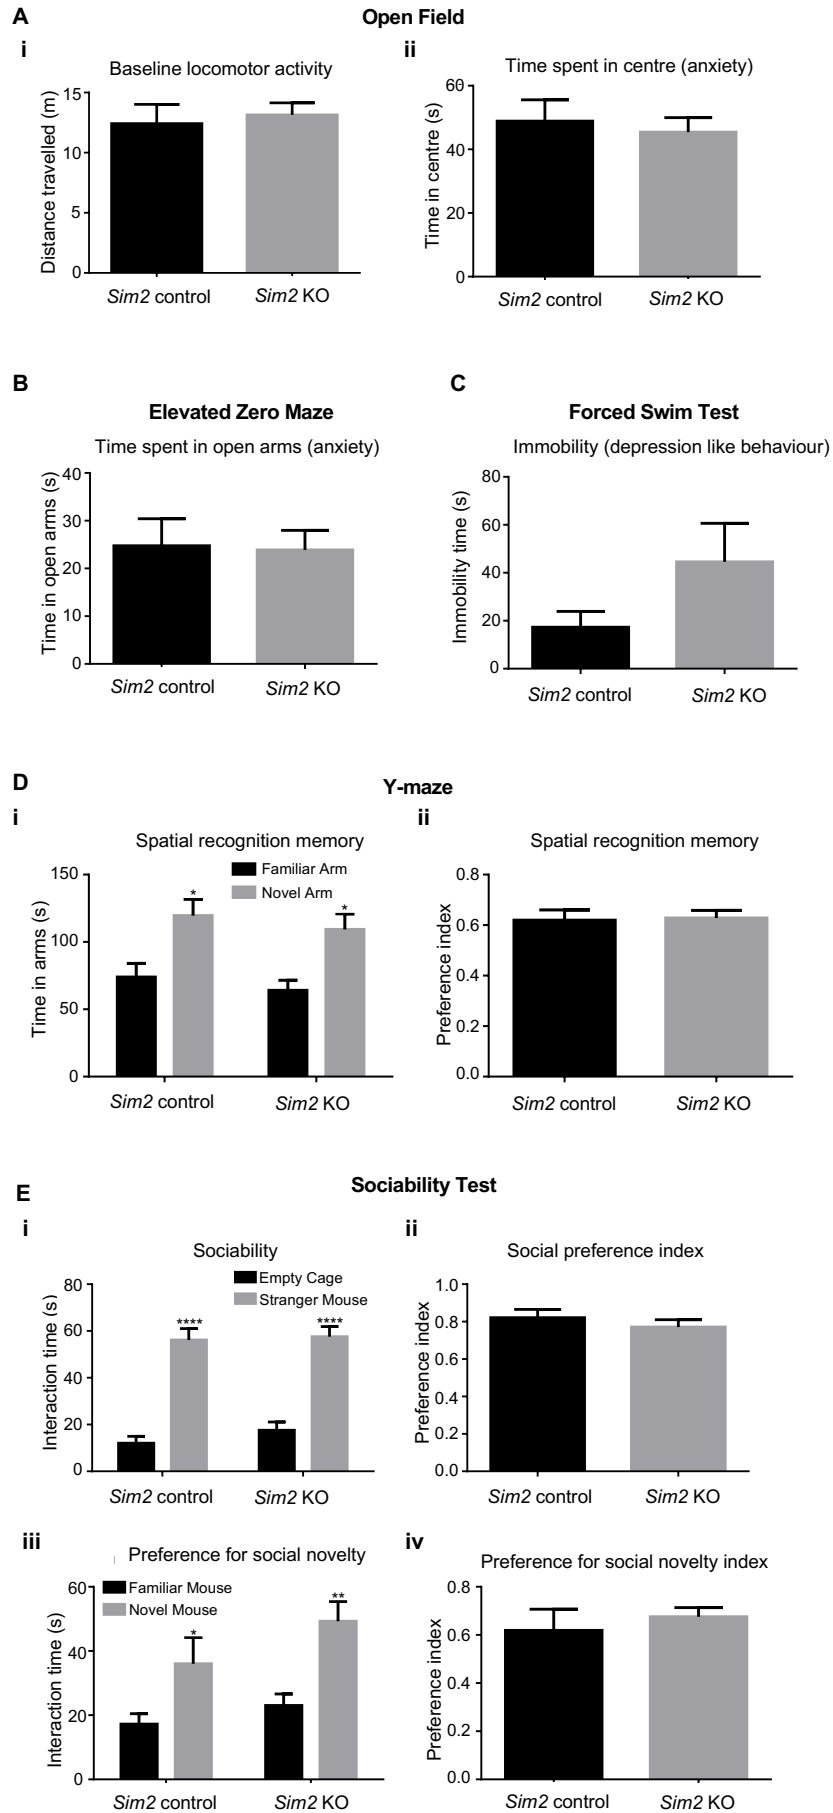 A
Open Field
i
Baseline locomotor activity
Distance travelled (m)
15
10
5
0
Sim2 control
Sim2 KO
ii
Time spent in centre (anxiety)
Time in centre (s)
60
40
20
0
Sim2 control
Sim2 KO
B
Elevated Zero Maze
Time spent in open arms (anxiety)
Time in open arms (s)
40
30
20
10
0
Sim2 control
Sim2 KO
C
Forced Swim Test
Immobility (depression like behaviour)
Immobility time (s)
80
60
40
20
0
Sim2 control
Sim2 KO
D
Y-maze
i
Spatial recognition memory
Familiar Arm
Novel Arm
Time in arms (s)
150
100
50
0
*
*
Sim2 control
Sim2 KO
ii
Spatial recognition memory
Preference index
0.8
0.6
0.4
0.2
0.0
Sim2 control
Sim2 KO
E
Sociability Test
i
Sociability
Empty Cage
Stranger Mouse
Interaction time (s)
80
60
40
20
0
****
****
Sim2 control
Sim2 KO
ii
Social preference index
Preference index
1.0
0.8
0.6
0.4
0.2
0.0
Sim2 control
Sim2 KO
iii
Preference for social novelty
Familiar Mouse
Novel Mouse
Interaction time (s)
60
40
20
0
*
**
Sim2 control
Sim2 KO
iv
Preference for social novelty index
Preference index
0.8
0.6
0.4
0.2
0.0
Sim2 control
Sim2 KO